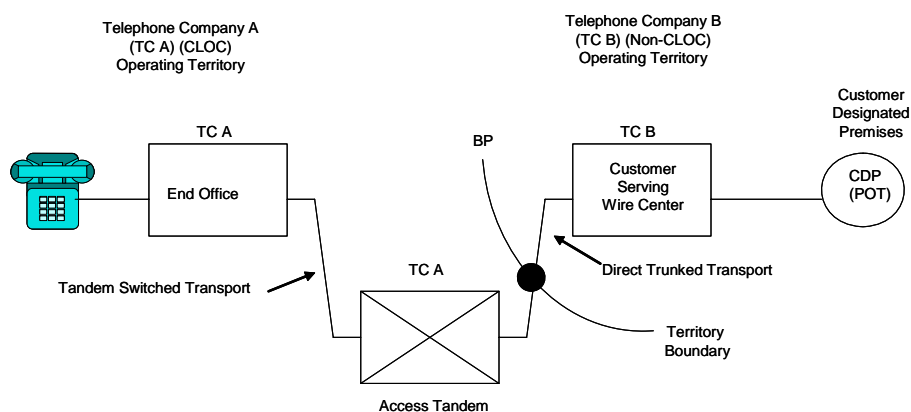 Telephone Company A
(TC A) (CLOC)
Operating Territory
Telephone Company B
(TC B) (Non-CLOC)
Operating Territory
Customer
Designated
Premises
TC A
BP
TC B
End Office
Customer
Serving
Wire Center
CDP
(POT)
Tandem Switched Transport
TC A
Direct Trunked Transport
Territory
Boundary
Access Tandem